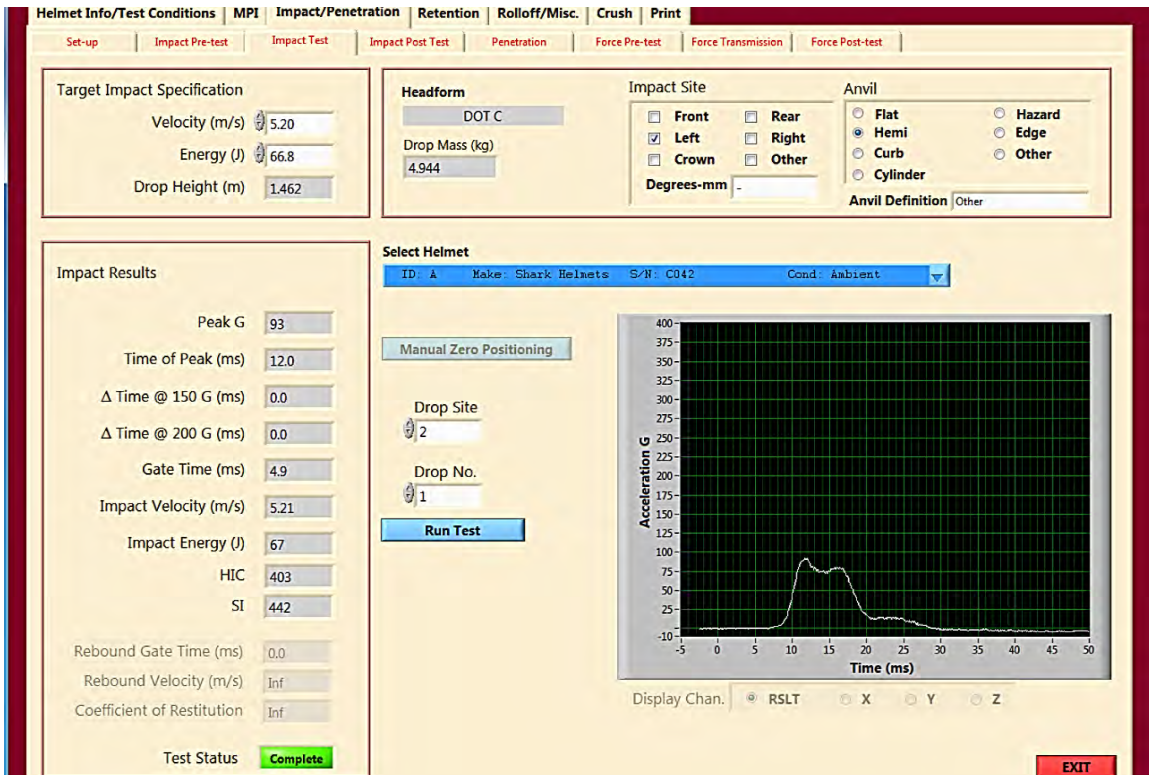 Helmet Info/Test Conditions MPI Impact/Penetration Retention Rolloff/Misc. Crush Print
Set-up Impact Pre-test Impact Test Impact Post Test Penetration Force Pre-test Force Transmission Force Post-test
Target Impact Specification
Velocity (m/s) 5.20
Energy (J) 66.8
Drop Height (m) 1.462
Headform
DOT C
Drop Mass (kg)
4.944
Impact Site
Front Rear
Left Right
Crown Other
Degrees-mm -
Anvil
Flat Hazard
Hemi Edge
Curb Other
Cylinder
Anvil Definition Other
Impact Results
Peak G 93
Time of Peak (ms) 12.0
Δ Time @ 150 G (ms) 0.0
Δ Time @ 200 G (ms) 0.0
Gate Time (ms) 4.9
Impact Velocity (m/s) 5.21
Impact Energy (J) 67
HIC 403
SI 442
Rebound Gate Time (ms) 0.0
Rebound Velocity (m/s) Inf
Coefficient of Restitution Inf
Test Status Complete
Select Helmet
ID: A Make: Shark Helmets S/N: C042 Cond: Ambient
Manual Zero Positioning
Drop Site
2
Drop No.
1
Run Test
Acceleration G
400
375
350
325
300
275
250
225
200
175
150
125
100
75
50
25
-10
-5 0 5 10 15 20 25 30 35 40 45 50
Time (ms)
Display Chan. RSLT X Y Z
EXIT